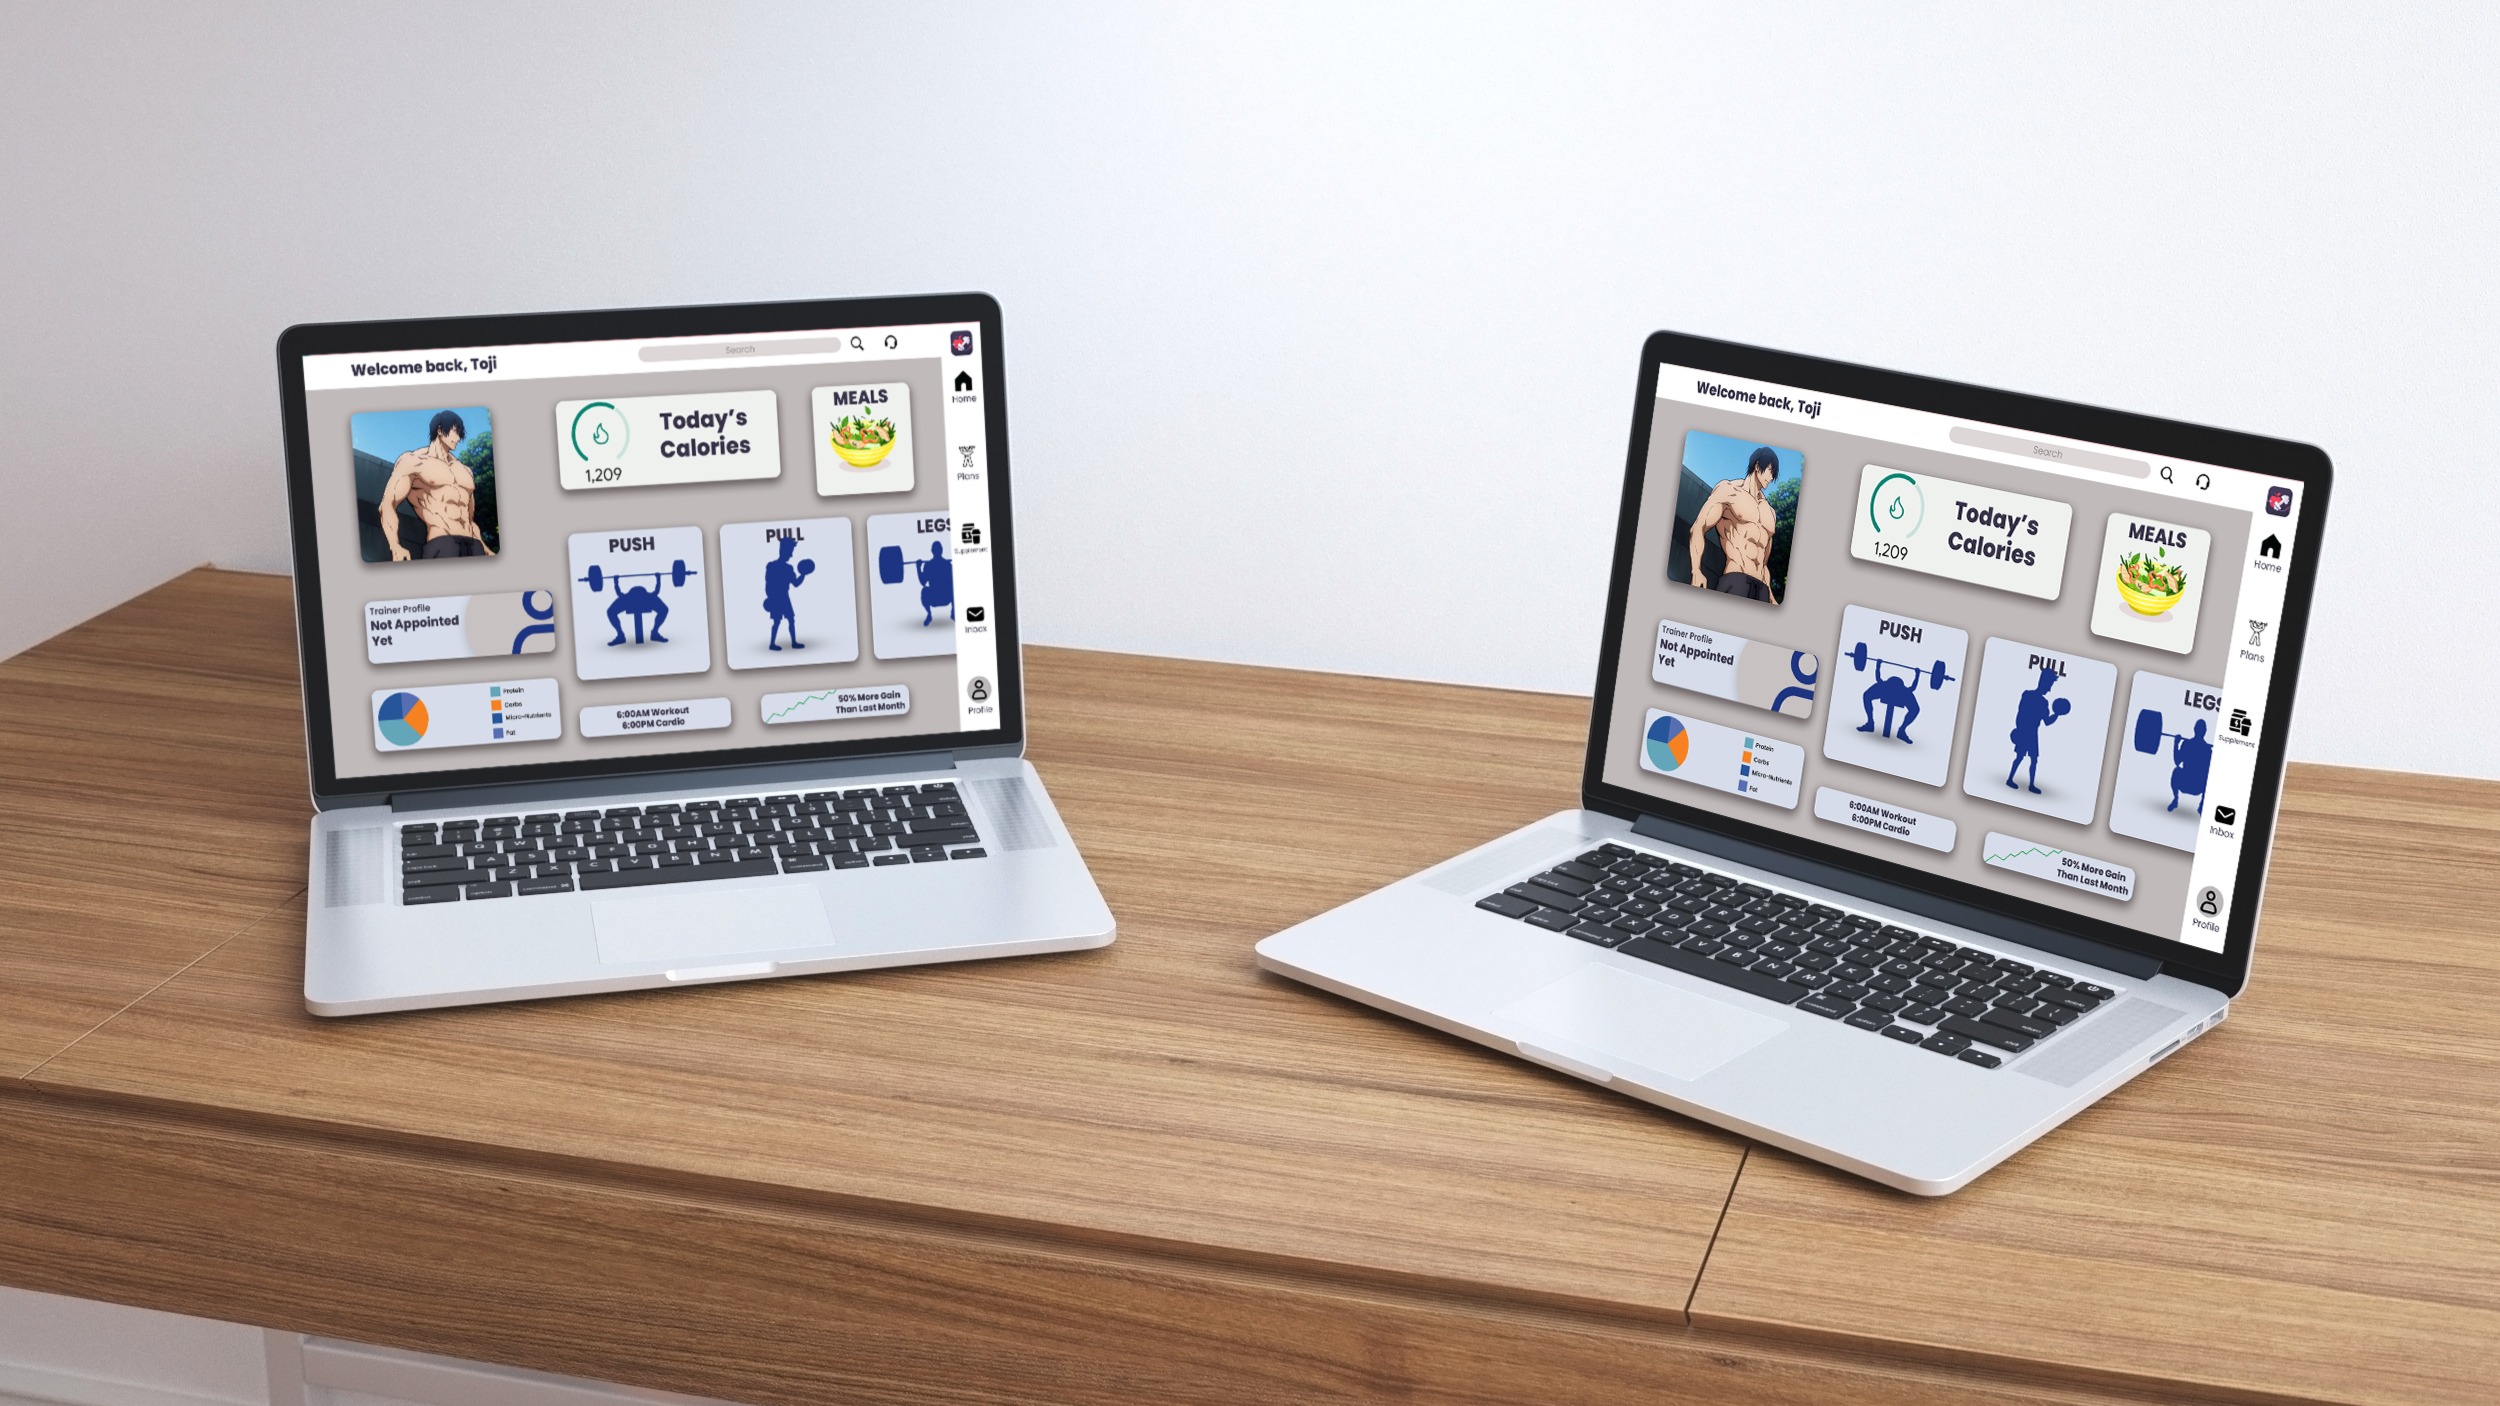 Welcome back, Toji
Search
Home
Plans
Supplement
Inbox
Profile
1,209
Today's
Calories
MEALS
PUSH
PULL
LEGS
Trainer Profile
Not Appointed
Yet
Protein
Carbs
Micro-Nutrients
Fat
6:00AM Workout
6:00PM Cardio
50% More Gain
Than Last Month
Welcome back, Toji
Search
Home
Plans
Supplement
Inbox
Profile
1,209
Today's
Calories
MEALS
PUSH
PULL
LEGS
Trainer Profile
Not Appointed
Yet
Protein
Carbs
Micro-Nutrients
Fat
6:00AM Workout
6:00PM Cardio
50% More Gain
Than Last Month